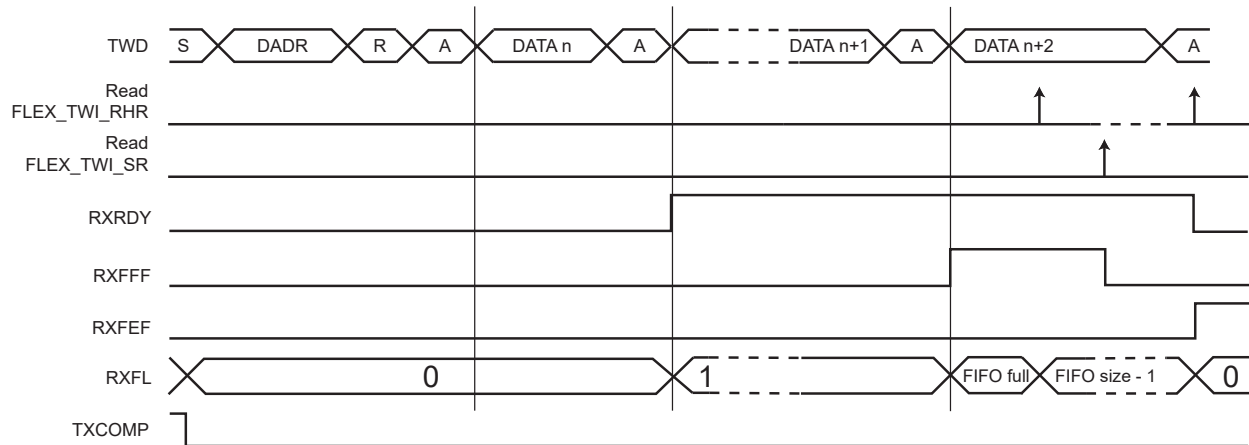 TWD S DADR R A DATA n A DATA n+1 A DATA n+2 A
Read
FLEX_TWI_RHR
Read
FLEX_TWI_SR
RXRDY
RXFFF
RXFEF
RXFL 0 1 FIFO full FIFO size - 1 0
TXCOMP